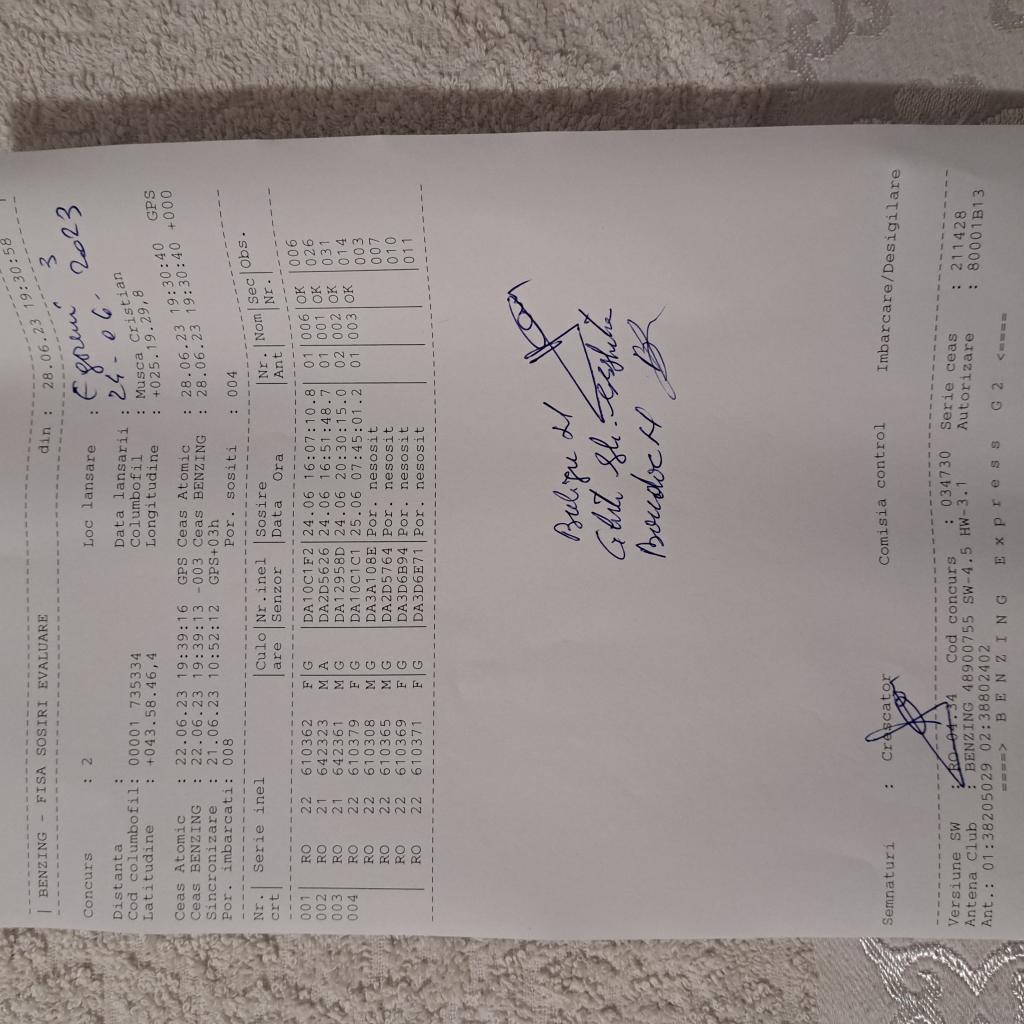 | BENZING - FISA SOSIRI EVALUARE din : 28.06.23 19:30:58
Concurs : 2 Loc lansare : 3
Distanta : Data lansarii : 24-06- 2023
Cod columbofil: 00001 735334 Columbofil : Musca Cristian
Latitudine : +043.58.46,4 Longitudine : +025.19.29,8
GPS
Ceas Atomic : 22.06.23 19:39:16 GPS Ceas Atomic : 28.06.23 19:30:40
Ceas BENZING : 22.06.23 19:39:13 -003 Ceas BENZING : 28.06.23 19:30:40 +000
Sincronizare : 21.06.23 10:52:12 GPS+03h
Por. imbarcati: 008 Por. sositi : 004
Nr.| Serie inel |Culo|Nr.inel |Sosire |Nr. |Nom|Sec|Obs.
crt| |are |Senzor |Data Ora |Ant | |Nr.|
001 | RO 22 610362 F | G |DA10C1F2|24.06 16:07:10.8| 01 |006|OK |006
002 | RO 21 642323 M | A |DA2D5626|24.06 16:51:48.7| 01 |001|OK |026
003 | RO 21 642361 M | G |DA12958D|24.06 20:30:15.0| 02 |002|OK |031
004 | RO 22 610379 F | G |DA10C1C1|25.06 07:45:01.2| 01 |003|OK |014
| RO 22 610308 M | G |DA3A108E|Por. nesosit |003
| RO 22 610365 M | G |DA2D5764|Por. nesosit |007
| RO 22 610369 F | G |DA3D6B94|Por. nesosit |010
| RO 22 610371 F | G |DA3D6E71|Por. nesosit |011
Semnaturi : Crescator Comisia control Imbarcare/Desigilare
Versiune SW : RO-04.34 Cod concurs : 034730 Serie ceas : 211428
Antena Club : BENZING 48900755 SW-4.5 HW-3.1 Autorizare : 80001B13
Ant.: 01:38205029 02:38802402
====> B E N Z I N G E x p r e s s G 2 <====